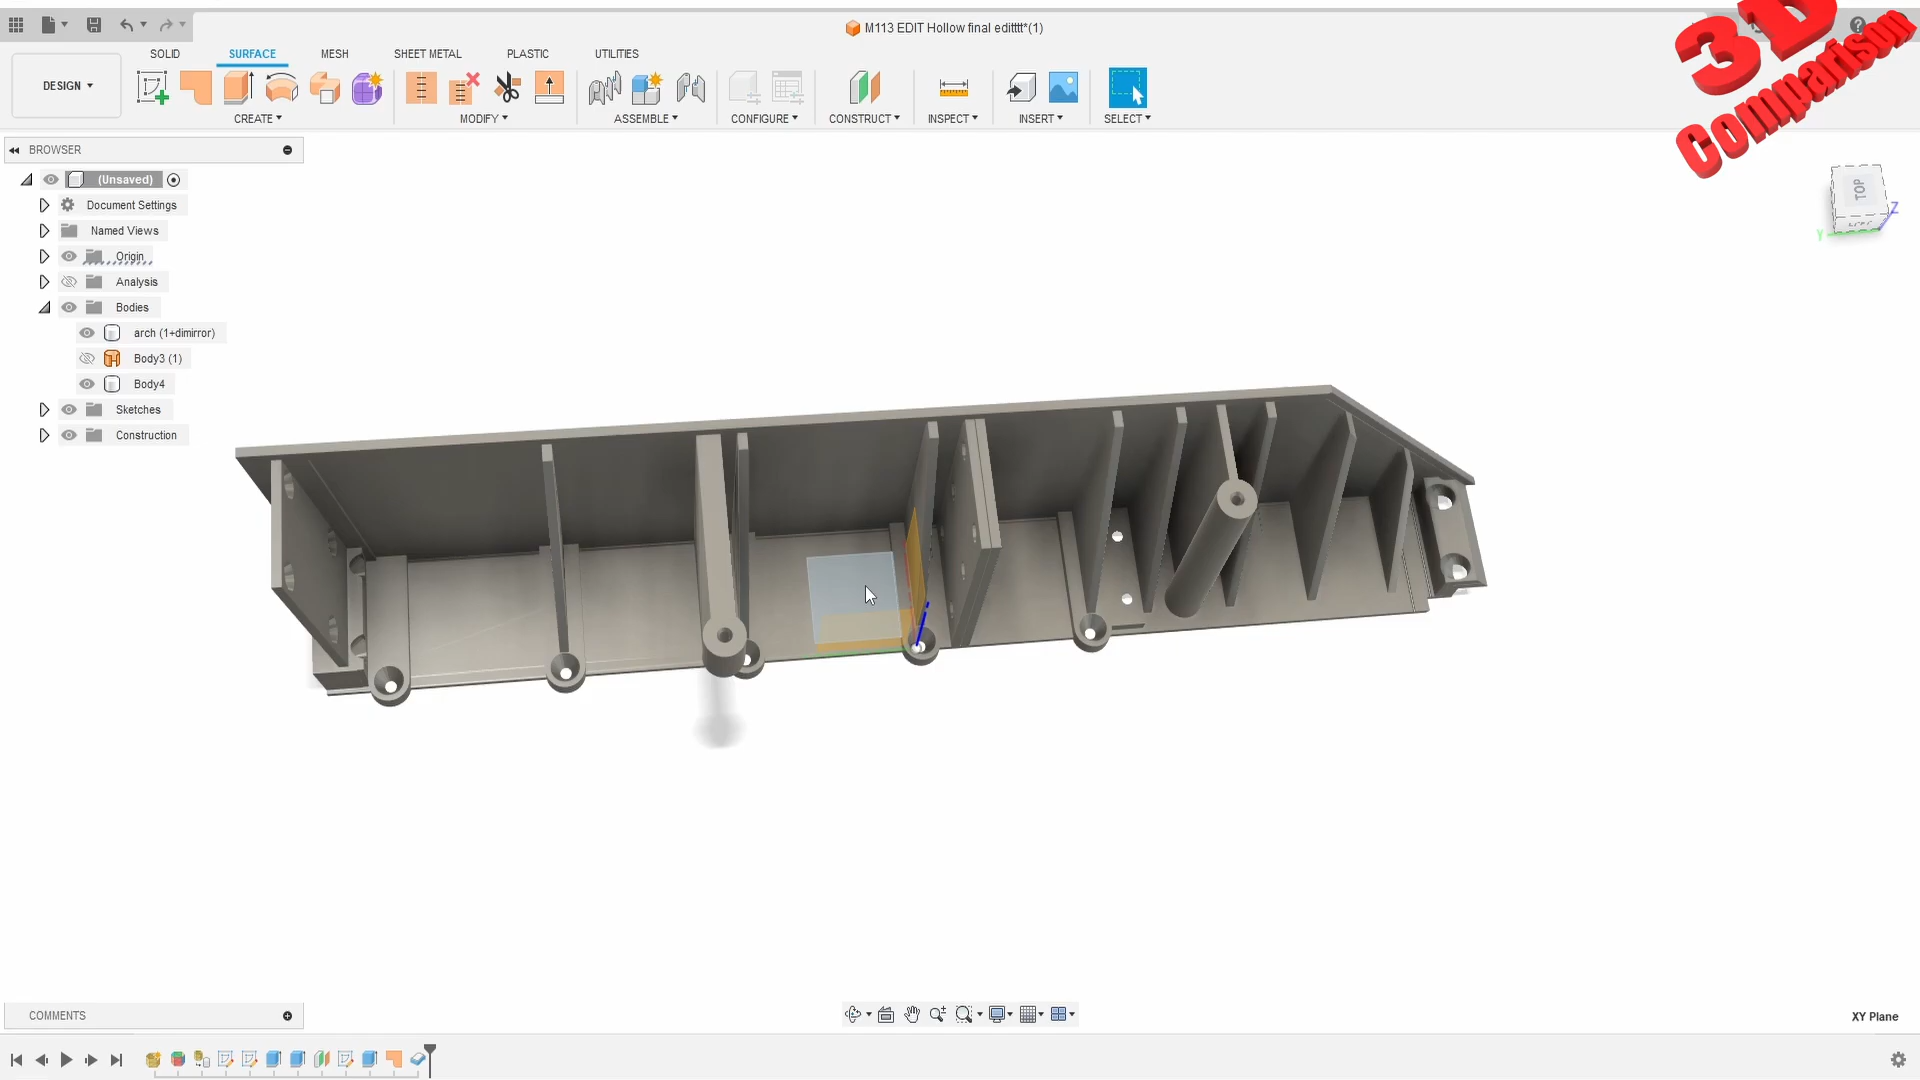 M113 EDIT Hollow final editttt*(1)
3D
Comparison
SOLID SURFACE MESH SHEET METAL PLASTIC UTILITIES
DESIGN
CREATE MODIFY ASSEMBLE CONFIGURE CONSTRUCT INSPECT INSERT SELECT
BROWSER
(Unsaved)
Document Settings
Named Views
Origin
Analysis
Bodies
arch (1+dimirror)
Body3 (1)
Body4
Sketches
Construction
TOP
Z
Y
COMMENTS
XY Plane